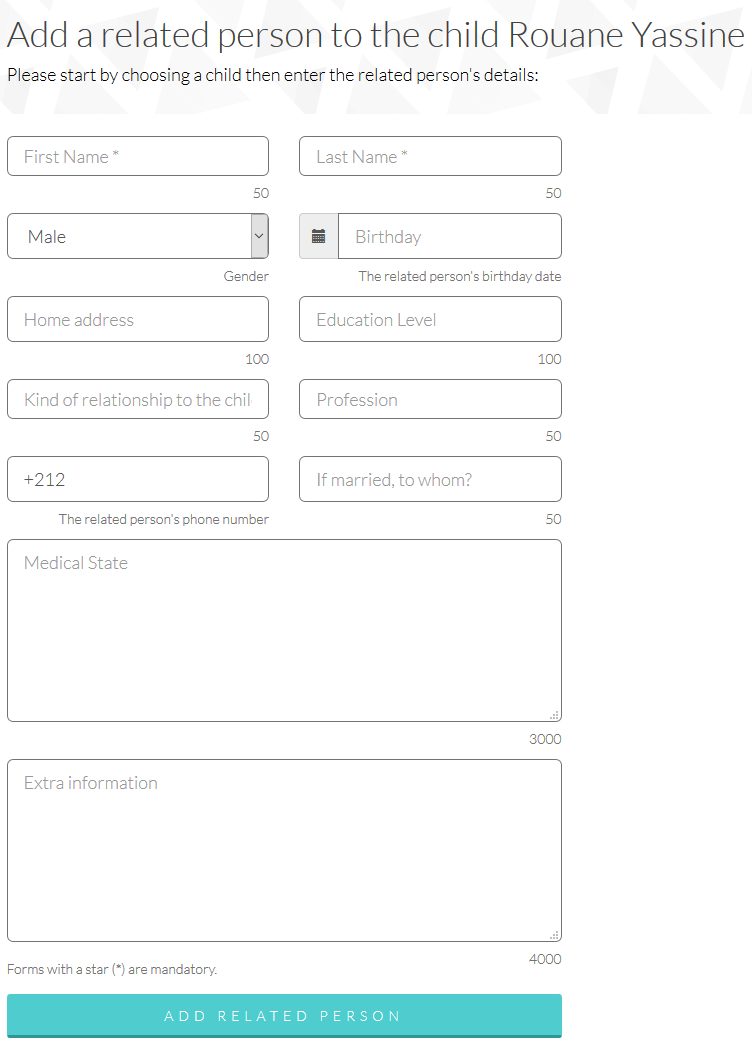 Add a related person to the child Rouane Yassine
Please start by choosing a child then enter the related person's details:
First Name *
Last Name *
50
50
Male
Birthday
Gender
The related person's birthday date
Home address
Education Level
100
100
Kind of relationship to the chil
Profession
50
50
+212
If married, to whom?
The related person's phone number
50
Medical State
3000
Extra information
4000
Forms with a star (*) are mandatory.
ADD RELATED PERSON